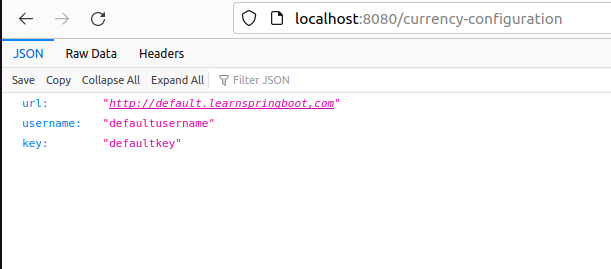 localhost:8080/currency-configuration
JSON Raw Data Headers
Save Copy Collapse All Expand All Filter JSON
url: "http://default.learnspringboot,com"
username: "defaultusername"
key: "defaultkey"